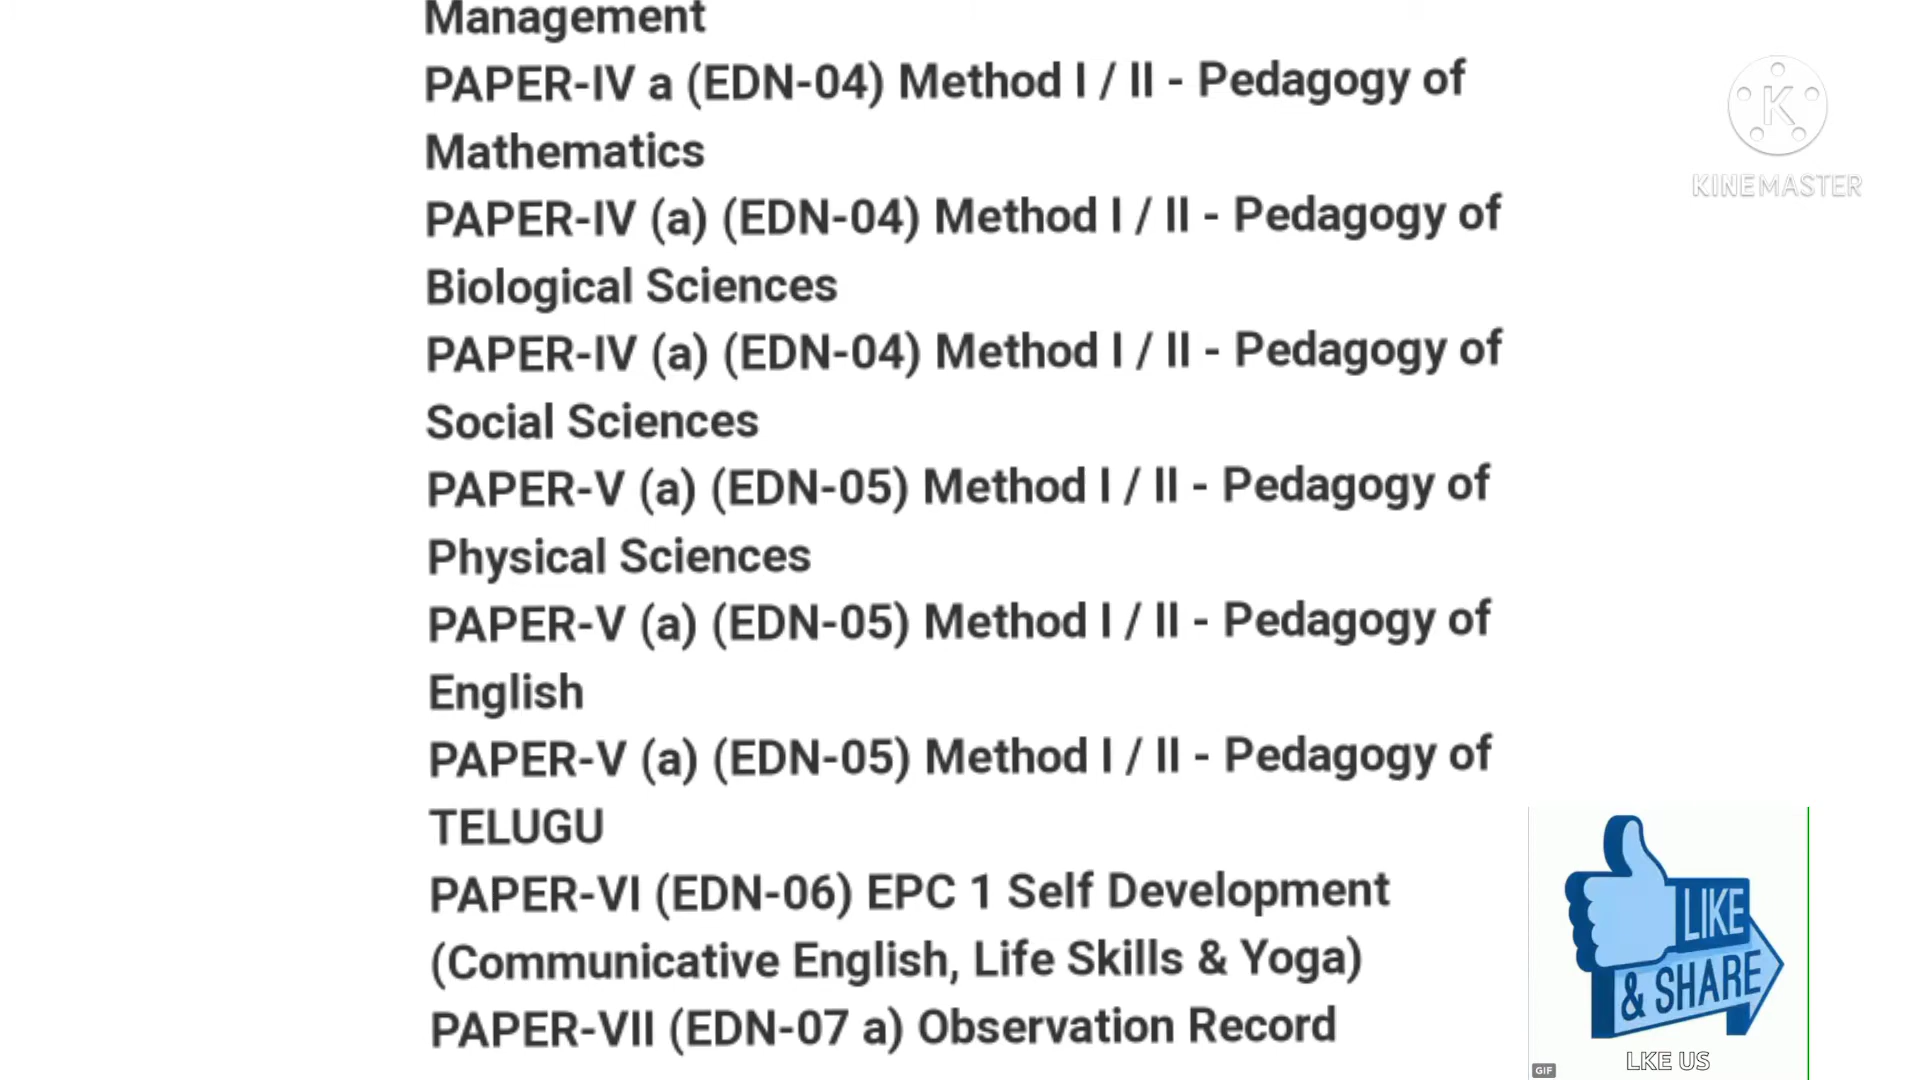 Management
PAPER-IV a (EDN-04) Method I / II - Pedagogy of
Mathematics
PAPER-IV (a) (EDN-04) Method I / II - Pedagogy of
Biological Sciences
PAPER-IV (a) (EDN-04) Method I / II - Pedagogy of
Social Sciences
PAPER-V (a) (EDN-05) Method I / II - Pedagogy of
Physical Sciences
PAPER-V (a) (EDN-05) Method I / II - Pedagogy of
English
PAPER-V (a) (EDN-05) Method I / II - Pedagogy of
TELUGU
PAPER-VI (EDN-06) EPC 1 Self Development
(Communicative English, Life Skills & Yoga)
PAPER-VII (EDN-07 a) Observation Record
K
KINEMASTER
LIKE
& SHARE
LKE US
GIF